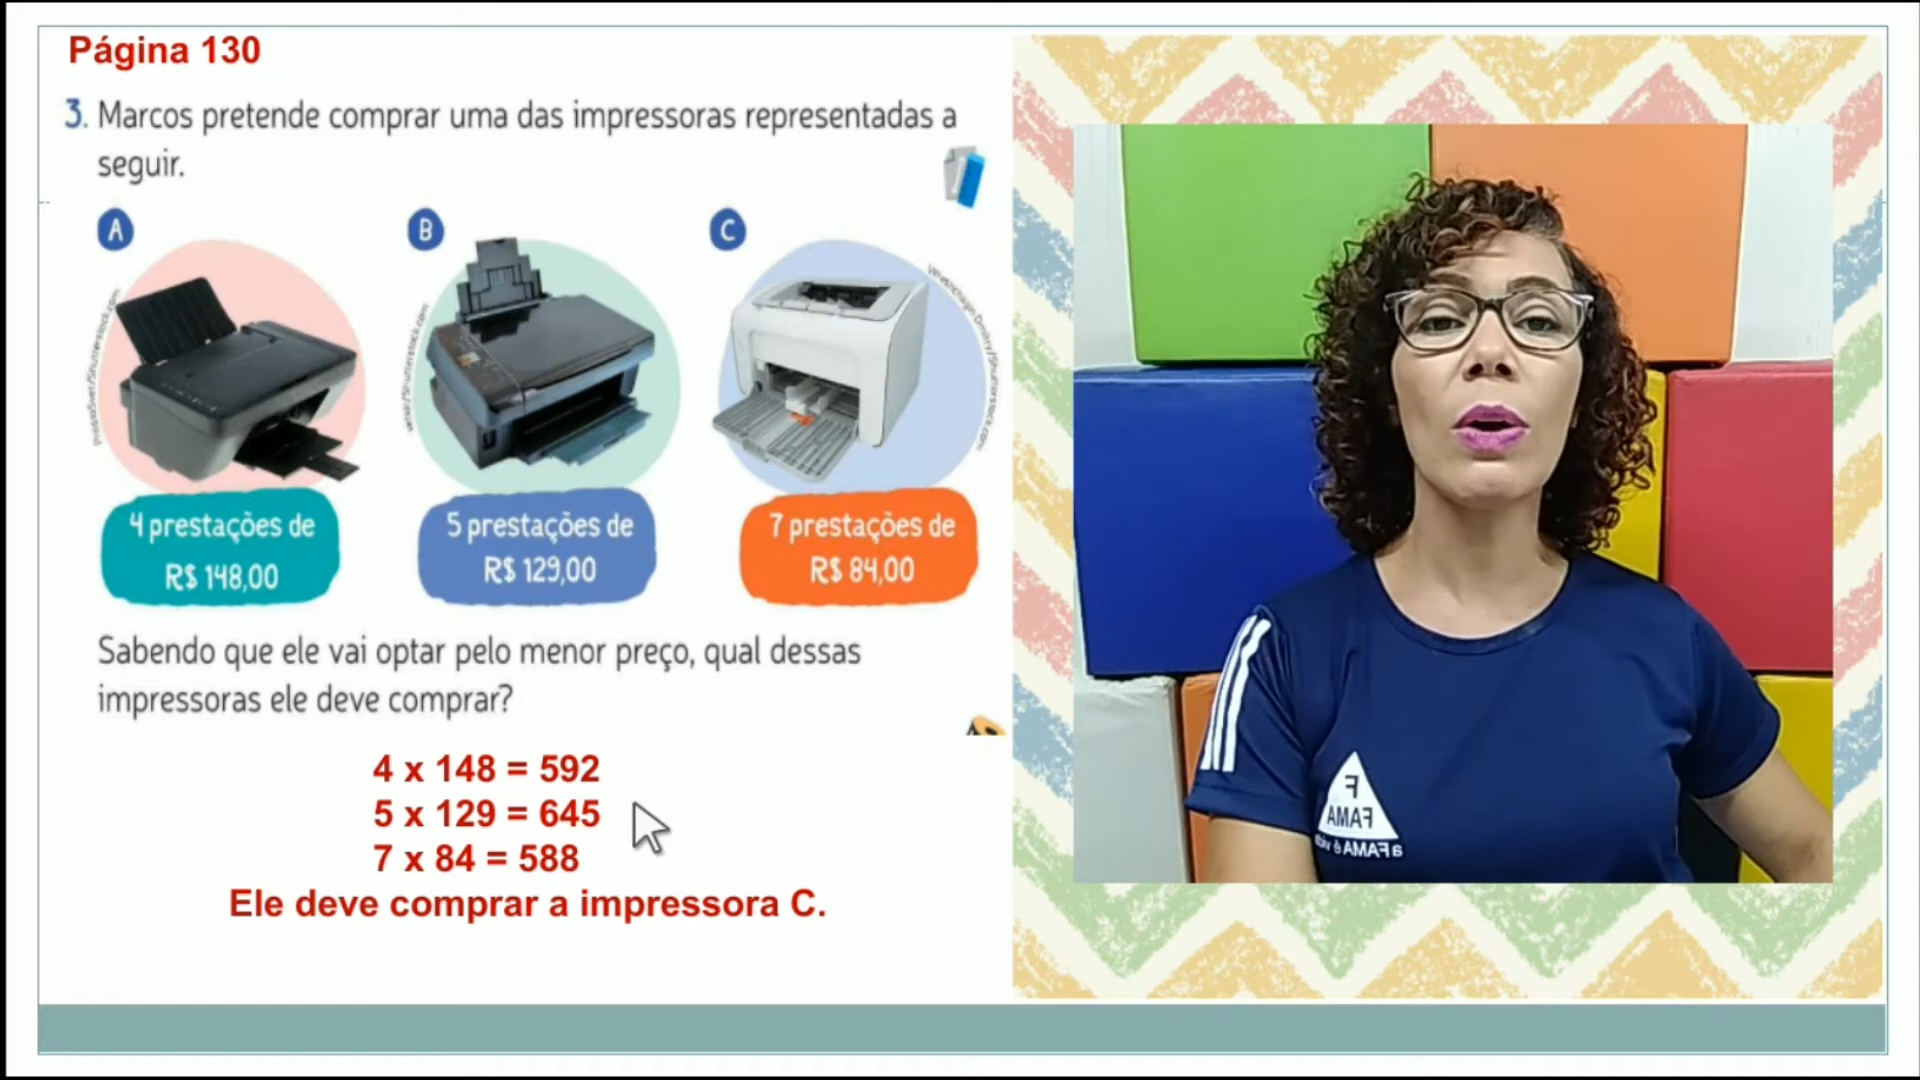 Página 130
3. Marcos pretende comprar uma das impressoras representadas a
seguir.
A
B
C
4 prestações de
R$ 148,00
5 prestações de
R$ 129,00
7 prestações de
R$ 84,00
Sabendo que ele vai optar pelo menor preço, qual dessas
impressoras ele deve comprar?
4 x 148 = 592
5 x 129 = 645
7 x 84 = 588
Ele deve comprar a impressora C.
F
FAMA